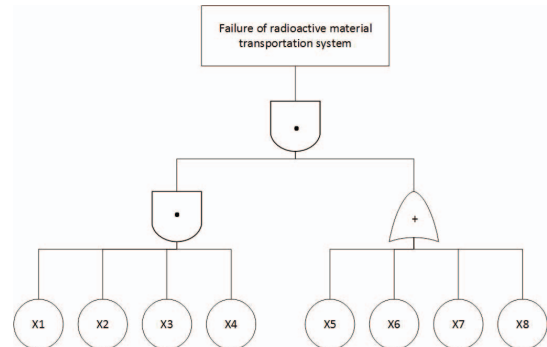 Failure of radioactive material
transportation system
•
•
+
X1 X2 X3 X4 X5 X6 X7 X8